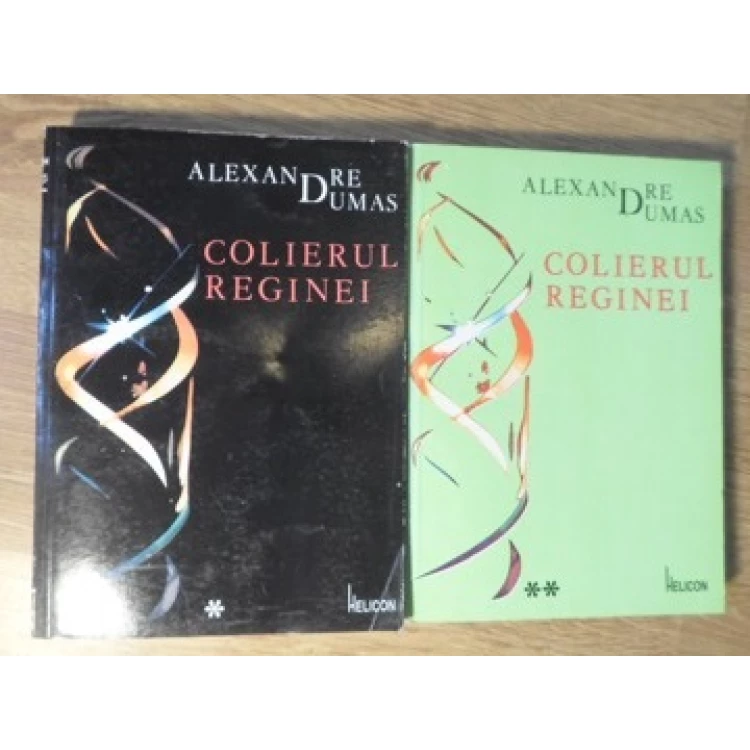 ALEXANDRE
DUMAS
COLIERUL
REGINEI
*
HELICON
ALEXANDRE
DUMAS
COLIERUL
REGINEI
**
HELICON